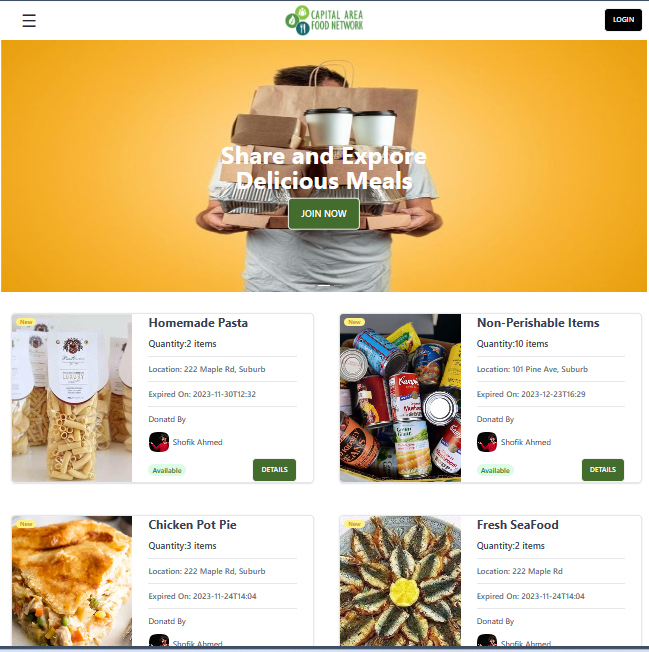 ☰
CAPITAL AREA
FOOD NETWORK
LOGIN
Share and Explore
Delicious Meals
JOIN NOW
New
Homemade Pasta
Quantity:2 items
Location: 222 Maple Rd, Suburb
Expired On: 2023-11-30T12:32
Donatd By
Shofik Ahmed
Available
DETAILS
New
Non-Perishable Items
Quantity:10 items
Location: 101 Pine Ave, Suburb
Expired On: 2023-12-23T16:29
Donatd By
Shofik Ahmed
Available
DETAILS
New
Chicken Pot Pie
Quantity:3 items
Location: 222 Maple Rd, Suburb
Expired On: 2023-11-24T14:04
Donatd By
Shofik Ahmed
New
Fresh SeaFood
Quantity:2 items
Location: 222 Maple Rd
Expired On: 2023-11-24T14:04
Donatd By
Shofik Ahmed